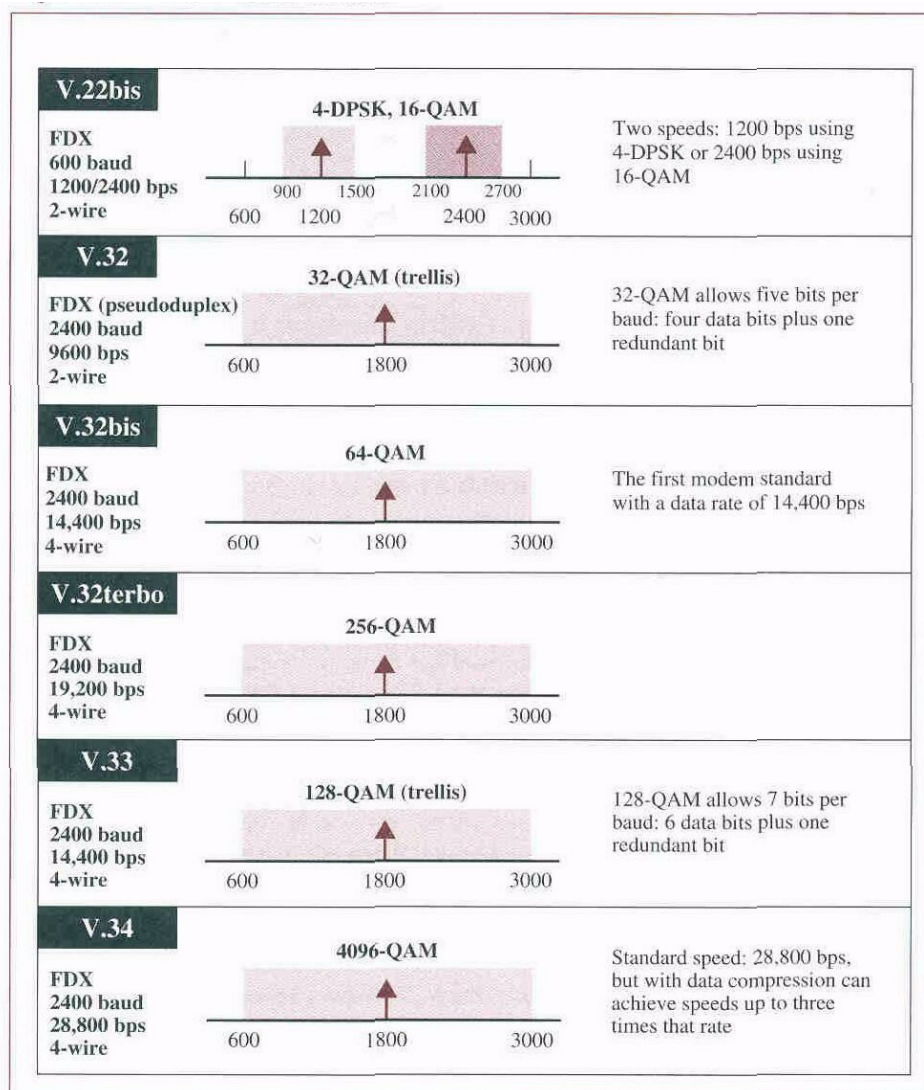 V.22bis
4-DPSK, 16-QAM
FDX
600 baud
1200/2400 bps
2-wire
900 1500 2100 2700
600 1200 2400 3000
Two speeds: 1200 bps using
4-DPSK or 2400 bps using
16-QAM
V.32
32-QAM (trellis)
FDX (pseudoduplex)
2400 baud
9600 bps
2-wire
600 1800 3000
32-QAM allows five bits per
baud: four data bits plus one
redundant bit
V.32bis
64-QAM
FDX
2400 baud
14,400 bps
4-wire
600 1800 3000
The first modem standard
with a data rate of 14,400 bps
V.32terbo
256-QAM
FDX
2400 baud
19,200 bps
4-wire
600 1800 3000
V.33
128-QAM (trellis)
FDX
2400 baud
14,400 bps
4-wire
600 1800 3000
128-QAM allows 7 bits per
baud: 6 data bits plus one
redundant bit
V.34
4096-QAM
FDX
2400 baud
28,800 bps
4-wire
600 1800 3000
Standard speed: 28,800 bps,
but with data compression can
achieve speeds up to three
times that rate